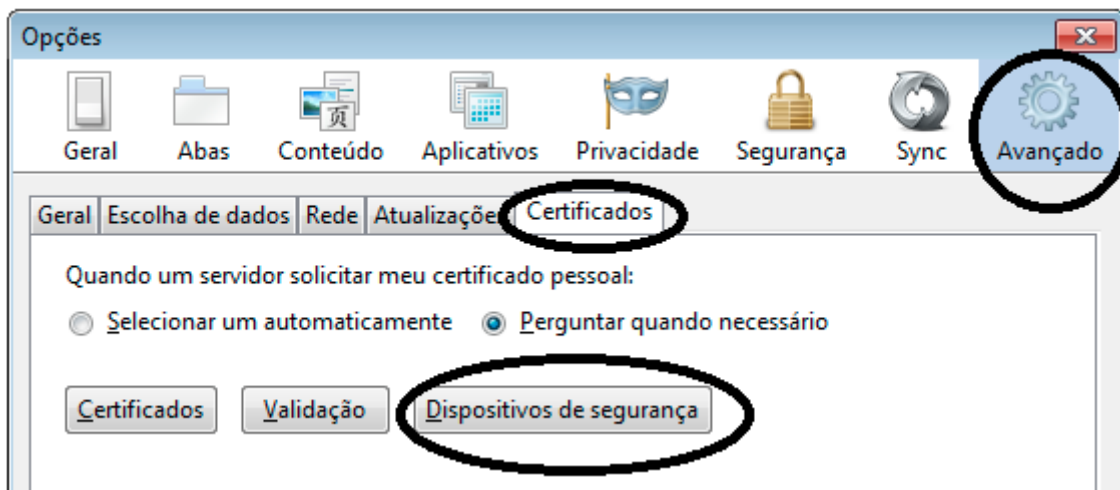 Opções
Geral Abas Conteúdo Aplicativos Privacidade Segurança Sync Avançado
Geral Escolha de dados Rede Atualizaçõe Certificados
Quando um servidor solicitar meu certificado pessoal:
Selecionar um automaticamente Perguntar quando necessário
Certificados Validação Dispositivos de segurança